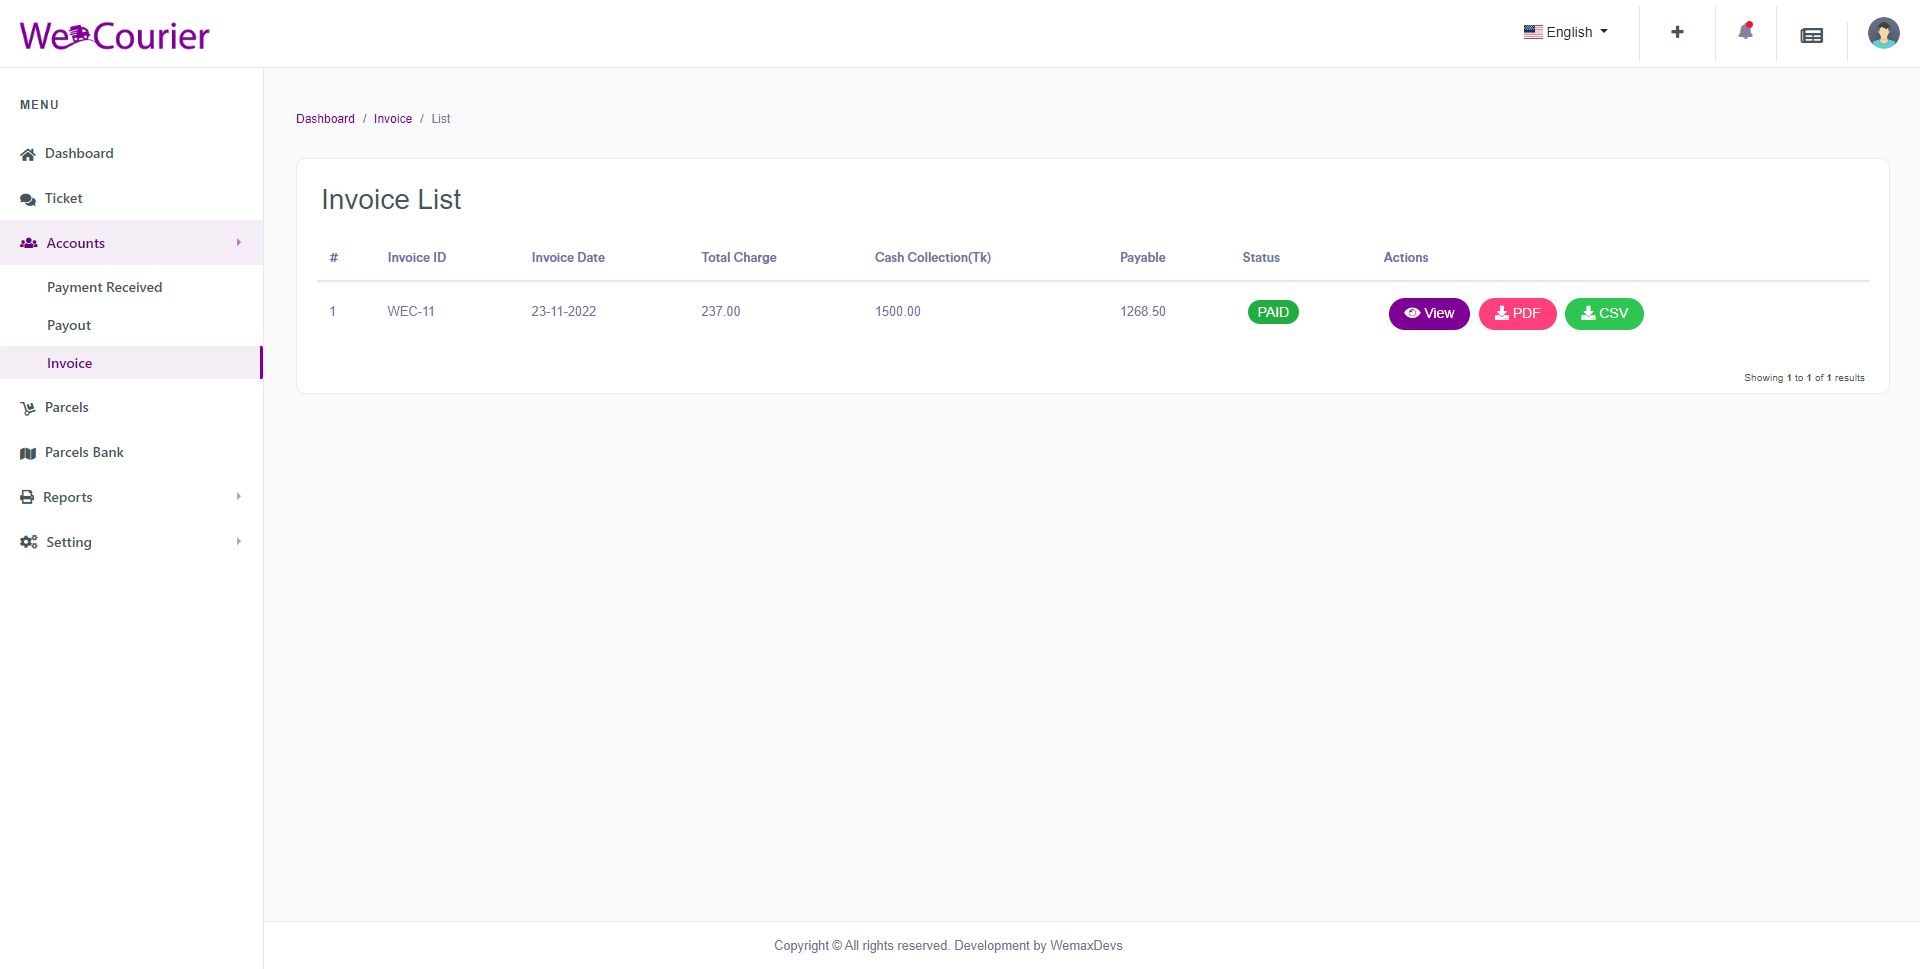 We Courier
English
MENU
Dashboard
Ticket
Accounts
Payment Received
Payout
Invoice
Parcels
Parcels Bank
Reports
Setting
Dashboard / Invoice / List
Invoice List
# Invoice ID Invoice Date Total Charge Cash Collection(Tk) Payable Status Actions
1 WEC-11 23-11-2022 237.00 1500.00 1268.50 PAID View PDF CSV
Showing 1 to 1 of 1 results
Copyright © All rights reserved. Development by WemaxDevs